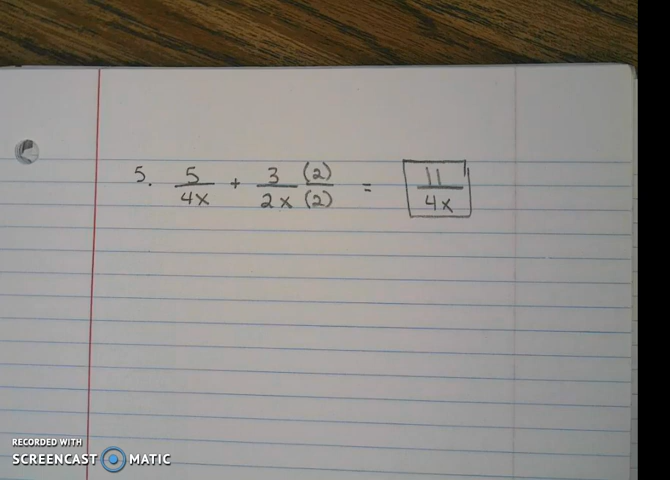 5. 5/4x + 3/2x (2)/(2) = 11/4x
RECORDED WITH
SCREENCAST MATIC